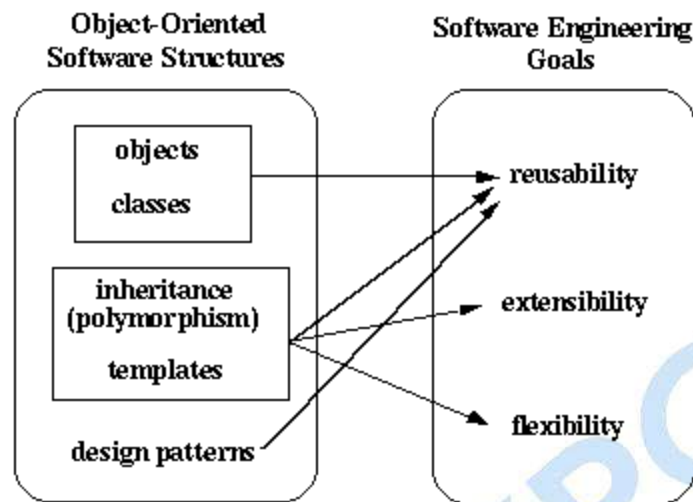 Object-Oriented
Software Structures
Software Engineering
Goals
objects
classes
inheritance
(polymorphism)
templates
design patterns
reusability
extensibility
flexibility